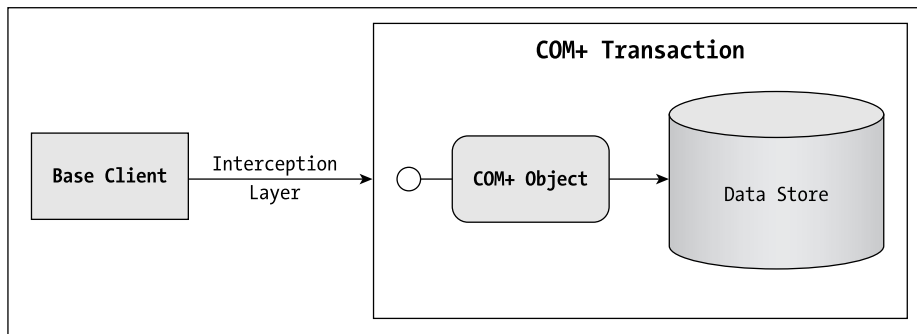 COM+ Transaction
Base Client
Interception
Layer
COM+ Object
Data Store